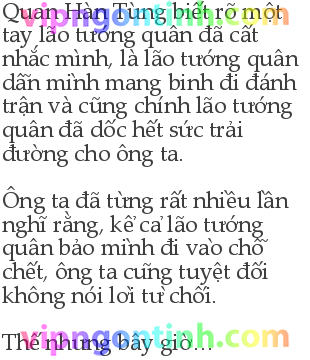 Quan Hàn Tùng biết rõ một
tay lão tướng quân đã cất
nhắc mình, là lão tướng quân
dẫn mình mang binh đi đánh
trận và cũng chính lão tướng
quân đã dốc hết sức trải
đường cho ông ta.

Ông ta đã từng rất nhiều lần
nghĩ rằng, kể cả lão tướng
quân bảo mình đi vào chỗ
chết, ông ta cũng tuyệt đối
không nói lời từ chối.

Thế nhưng bây giờ...
vipngontinh.com
vipngontinh.com
vipngontinh.com